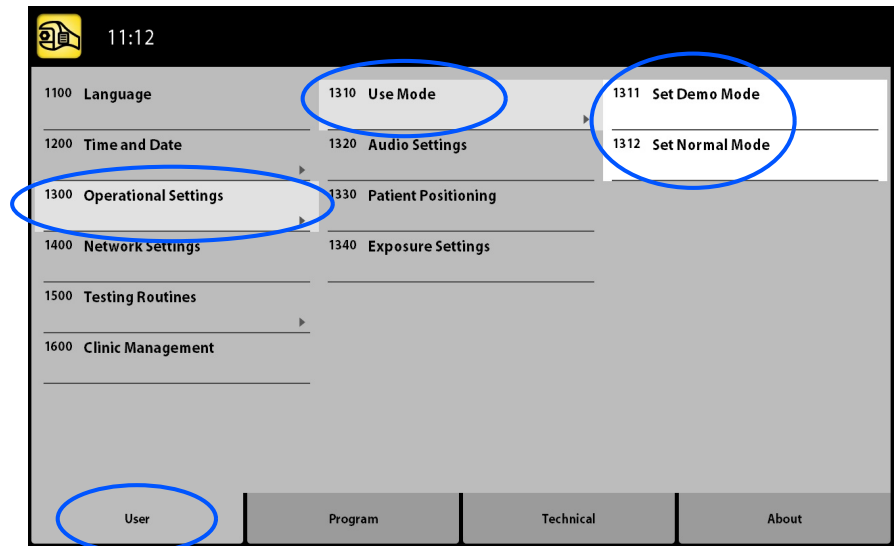 11:12
1100 Language
1200 Time and Date
1300 Operational Settings
1400 Network Settings
1500 Testing Routines
1600 Clinic Management
1310 Use Mode
1320 Audio Settings
1330 Patient Positioning
1340 Exposure Settings
1311 Set Demo Mode
1312 Set Normal Mode
User
Program
Technical
About